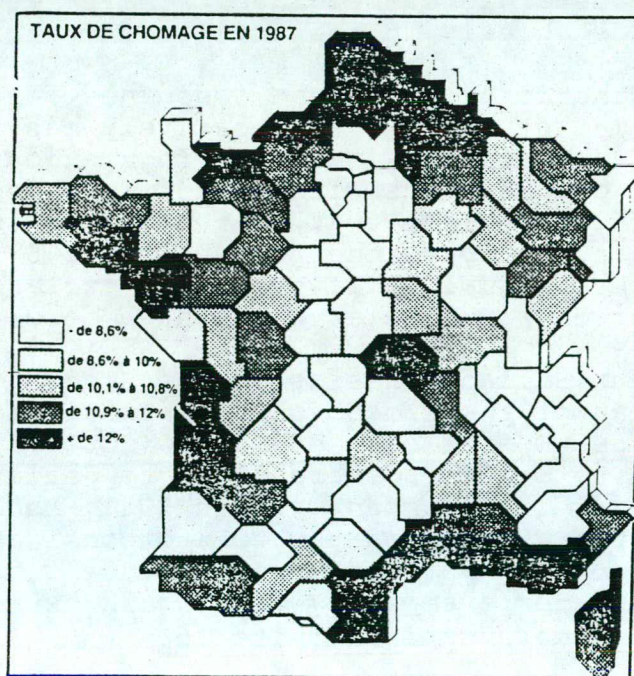 TAUX DE CHOMAGE EN 1987
- de 8,6%
de 8,6% à 10%
de 10,1% à 10,8%
de 10,9% à 12%
+ de 12%